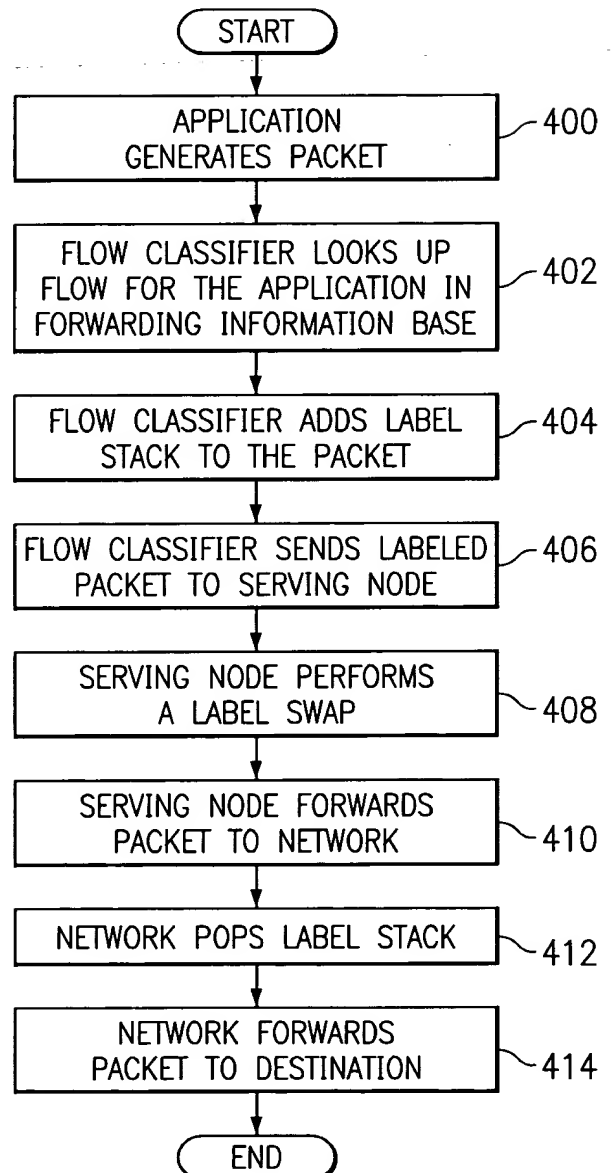 START
APPLICATION
GENERATES PACKET
400
FLOW CLASSIFIER LOOKS UP
FLOW FOR THE APPLICATION IN
FORWARDING INFORMATION BASE
402
FLOW CLASSIFIER ADDS LABEL
STACK TO THE PACKET
404
FLOW CLASSIFIER SENDS LABELED
PACKET TO SERVING NODE
406
SERVING NODE PERFORMS
A LABEL SWAP
408
SERVING NODE FORWARDS
PACKET TO NETWORK
410
NETWORK POPS LABEL STACK
412
NETWORK FORWARDS
PACKET TO DESTINATION
414
END